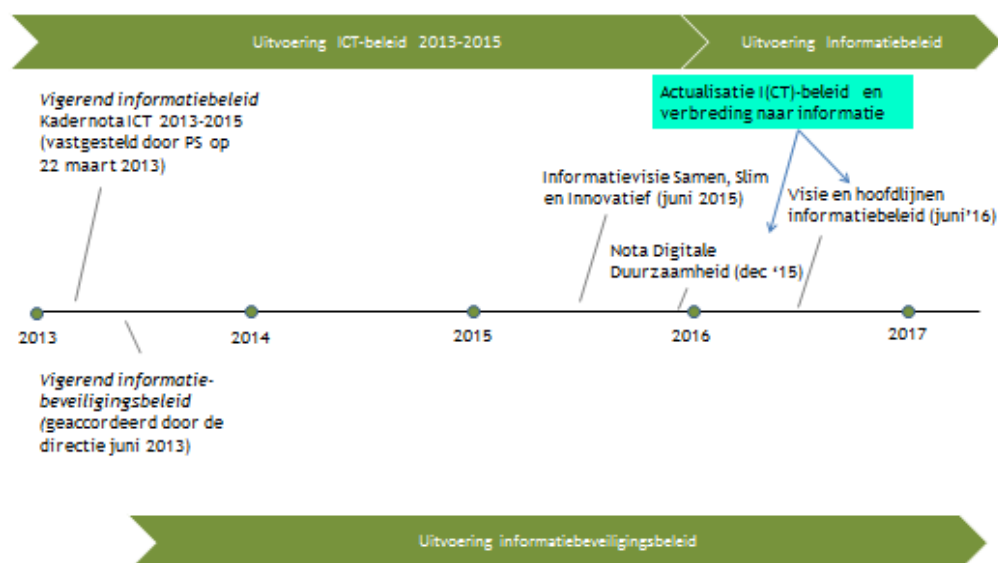 Uitvoering ICT-beleid 2013-2015
Uitvoering Informatiebeleid
Vigerend informatiebeleid
Kadernota ICT 2013-2015
(vastgesteld door PS op
22 maart 2013)
Actualisatie I(CT)-beleid en
verbreding naar informatie
Informatievisie Samen, Slim
en Innovatief (juni 2015)
Visie en hoofdlijnen
informatiebeleid (juni'16)
Nota Digitale
Duurzaamheid (dec '15)
2013
2014
2015
2016
2017
Vigerend informatie-
beveiligingsbeleid
(geaccordeerd door de
directie juni 2013)
Uitvoering informatiebeveiligingsbeleid